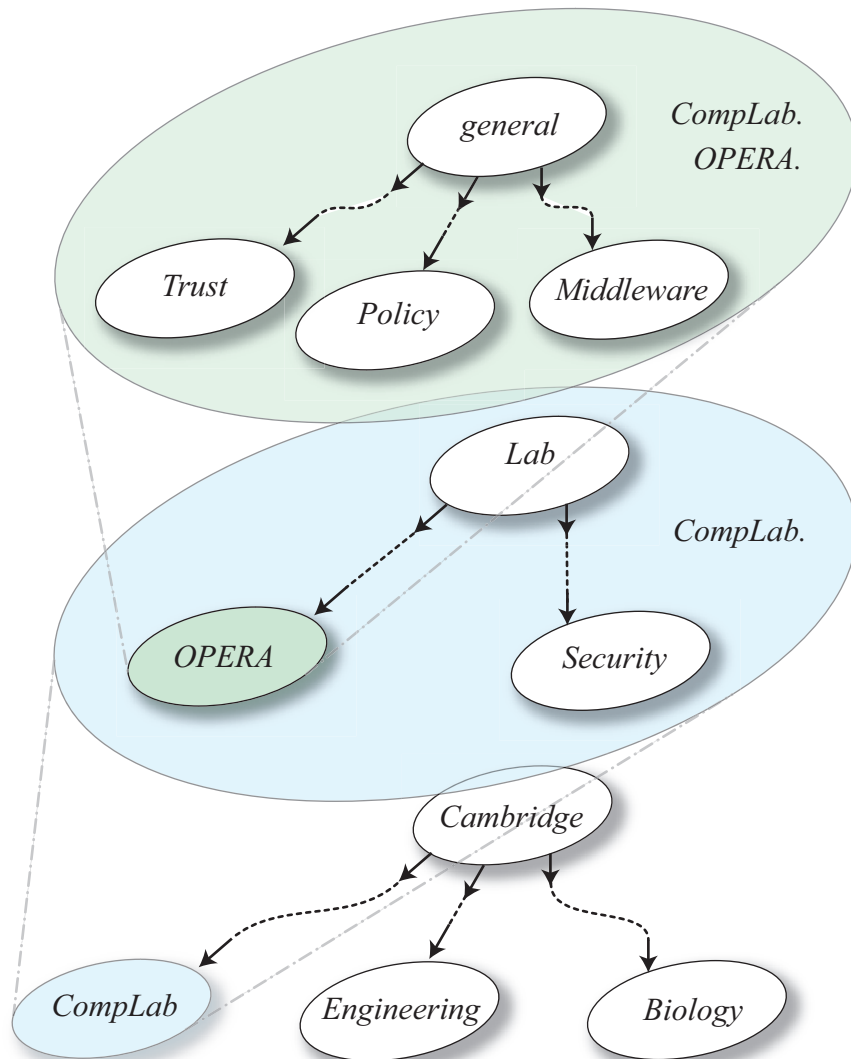 general
CompLab.
OPERA.
Trust
Policy
Middleware
Lab
CompLab.
OPERA
Security
Cambridge
CompLab
Engineering
Biology